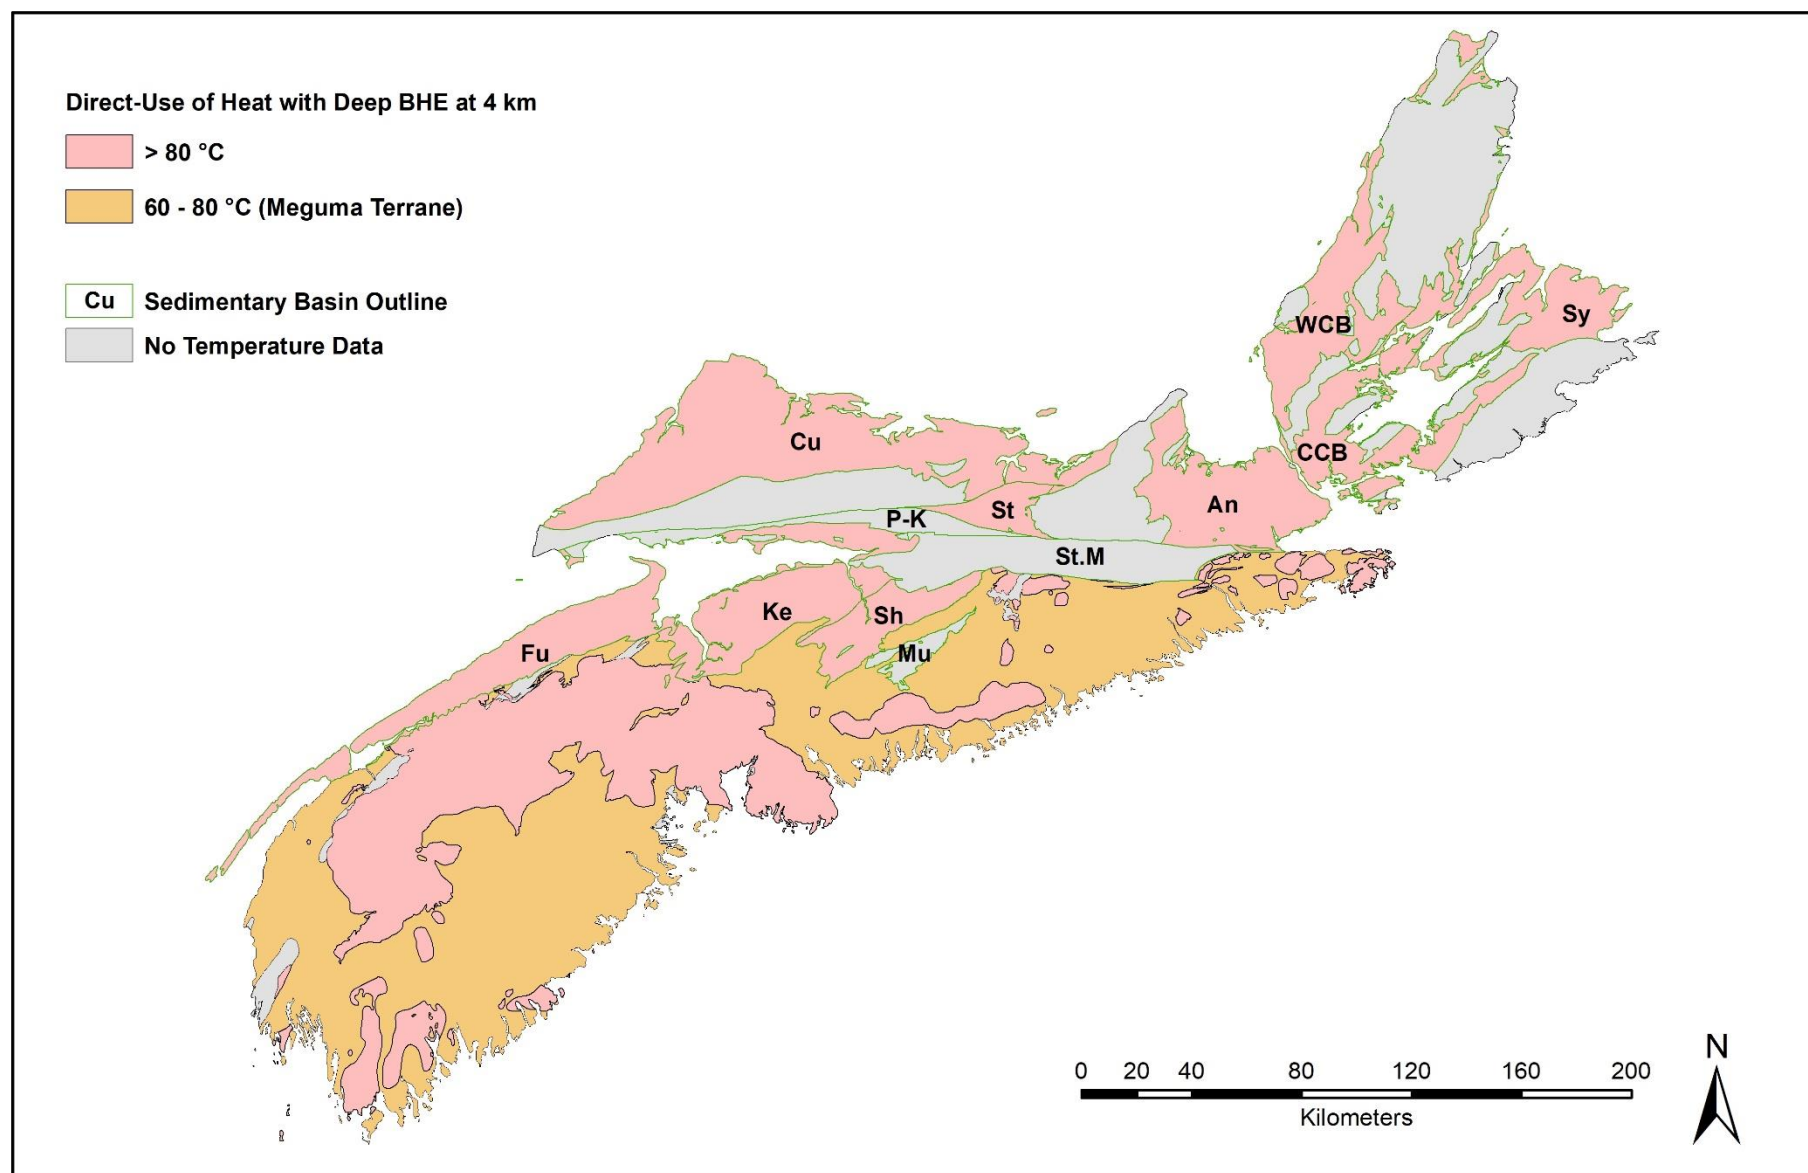 Direct-Use of Heat with Deep BHE at 4 km
> 80 °C
60 - 80 °C (Meguma Terrane)
Cu Sedimentary Basin Outline
No Temperature Data
WCB
Sy
Cu
CCB
An
St
P-K
St.M
Ke
Sh
Fu
Mu
N
0 20 40 80 120 160 200
Kilometers